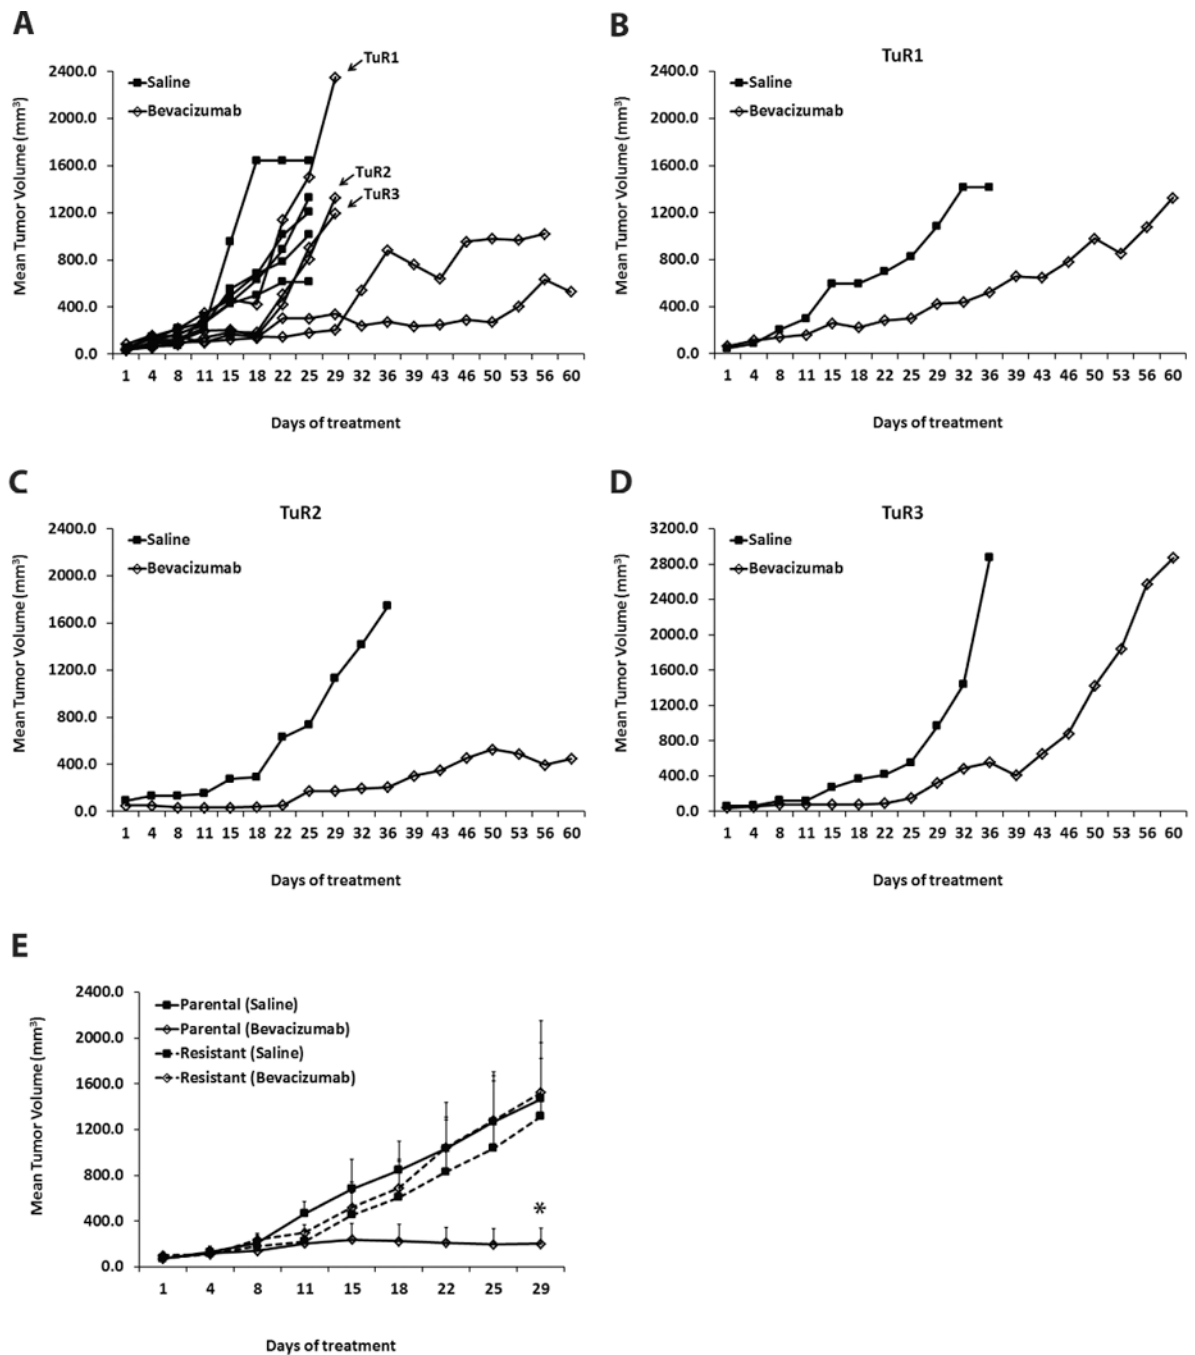 A
Mean Tumor Volume (mm³)
2400.0
2000.0
1600.0
1200.0
800.0
400.0
0.0
Saline
Bevacizumab
TuR1
TuR2
TuR3
1 4 8 11 15 18 22 25 29 32 36 39 43 46 50 53 56 60
Days of treatment
B
TuR1
Mean Tumor Volume (mm³)
2400.0
2000.0
1600.0
1200.0
800.0
400.0
0.0
Saline
Bevacizumab
1 4 8 11 15 18 22 25 29 32 36 39 43 46 50 53 56 60
Days of treatment
C
TuR2
Mean Tumor Volume (mm³)
2400.0
2000.0
1600.0
1200.0
800.0
400.0
0.0
Saline
Bevacizumab
1 4 8 11 15 18 22 25 29 32 36 39 43 46 50 53 56 60
Days of treatment
D
TuR3
Mean Tumor Volume (mm³)
3200.0
2800.0
2400.0
2000.0
1600.0
1200.0
800.0
400.0
0.0
Saline
Bevacizumab
1 4 8 11 15 18 22 25 29 32 36 39 43 46 50 53 56 60
Days of treatment
E
Mean Tumor Volume (mm³)
2400.0
2000.0
1600.0
1200.0
800.0
400.0
0.0
Parental (Saline)
Parental (Bevacizumab)
Resistant (Saline)
Resistant (Bevacizumab)
*
1 4 8 11 15 18 22 25 29
Days of treatment